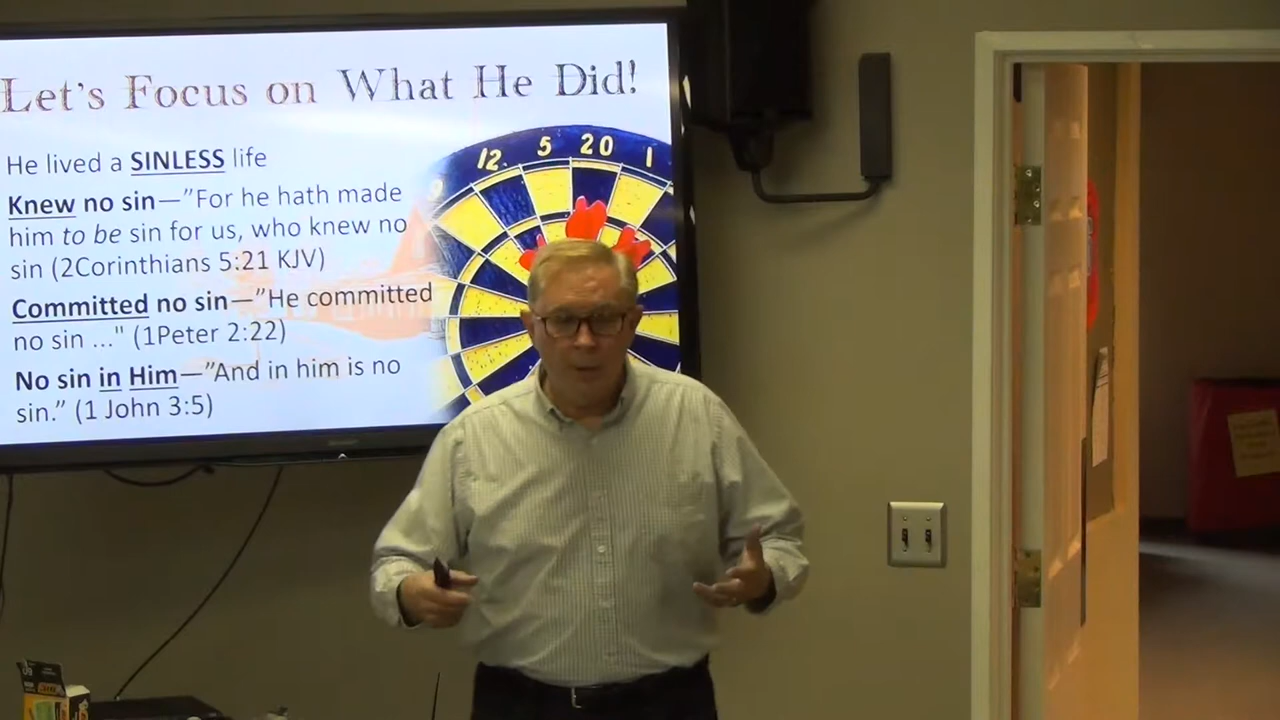 Let's Focus on What He Did!
He lived a SINLESS life
Knew no sin—"For he hath made
him to be sin for us, who knew no
sin (2Corinthians 5:21 KJV)
Committed no sin—"He committed
no sin ..." (1Peter 2:22)
No sin in Him—"And in him is no
sin." (1 John 3:5)
12 5 20 1